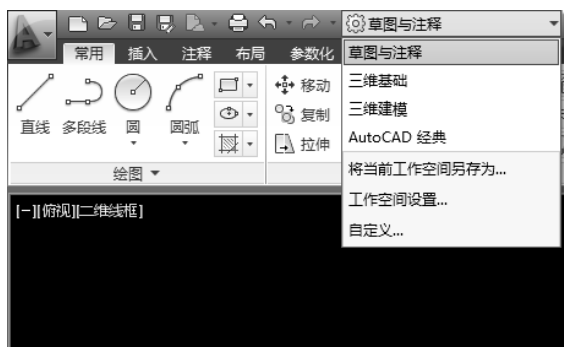 草图与注释
常用 插入 注释 布局 参数化
草图与注释
三维基础
三维建模
AutoCAD 经典
将当前工作空间另存为...
工作空间设置...
自定义...
直线 多段线 圆 圆弧
移动
复制
拉伸
绘图
[-][俯视][二维线框]